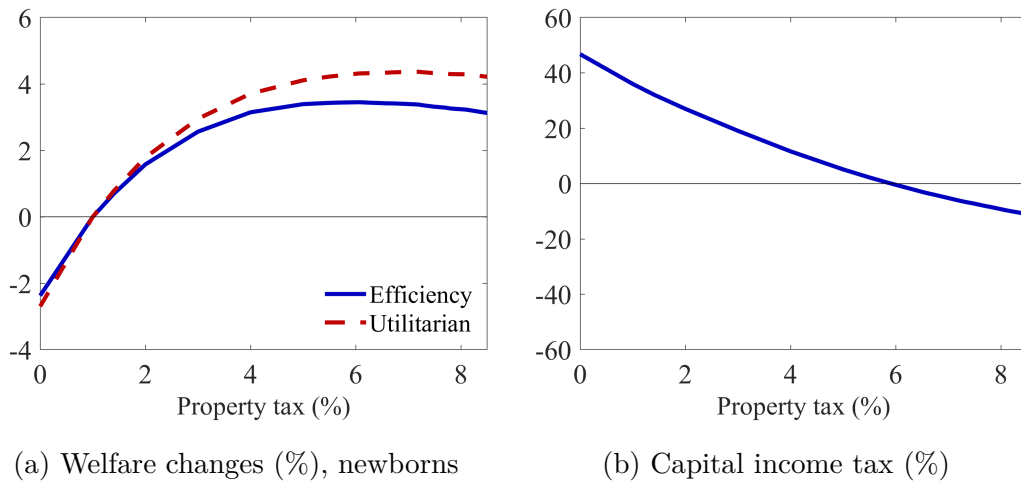 6
4
2
0
-2
-4
0 2 4 6 8
Efficiency
Utilitarian
Property tax (%)
(a) Welfare changes (%), newborns
60
40
20
0
-20
-40
-60
0 2 4 6 8
Property tax (%)
(b) Capital income tax (%)